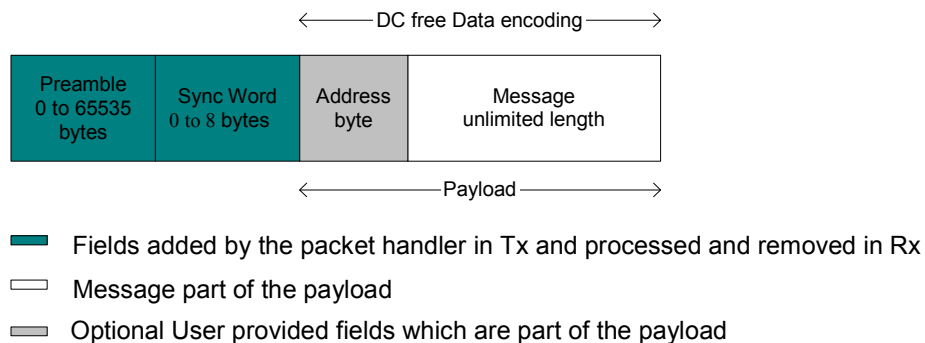 DC free Data encoding
Preamble
0 to 65535
bytes
Sync Word
0 to 8 bytes
Address
byte
Message
unlimited length
Payload
Fields added by the packet handler in Tx and processed and removed in Rx
Message part of the payload
Optional User provided fields which are part of the payload